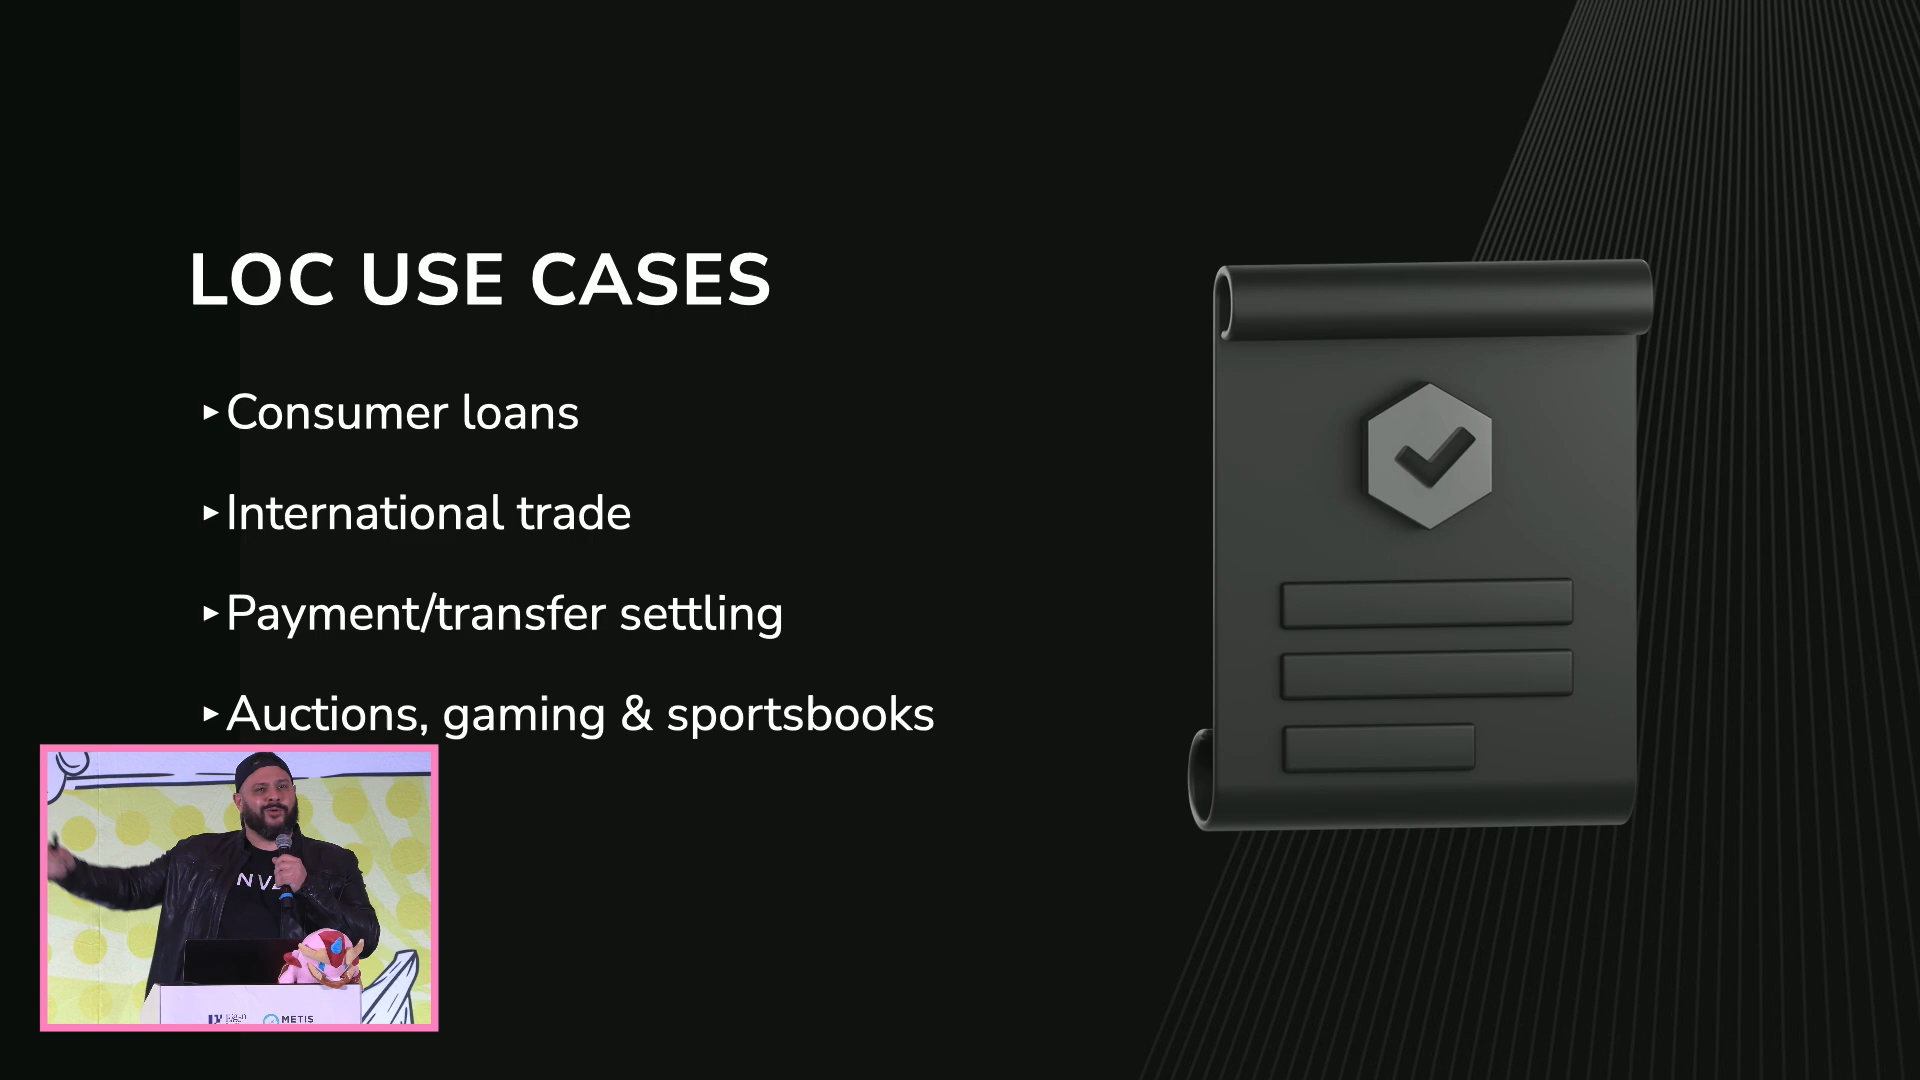 LOC USE CASES
▸Consumer loans
▸International trade
▸Payment/transfer settling
▸Auctions, gaming & sportsbooks
METIS